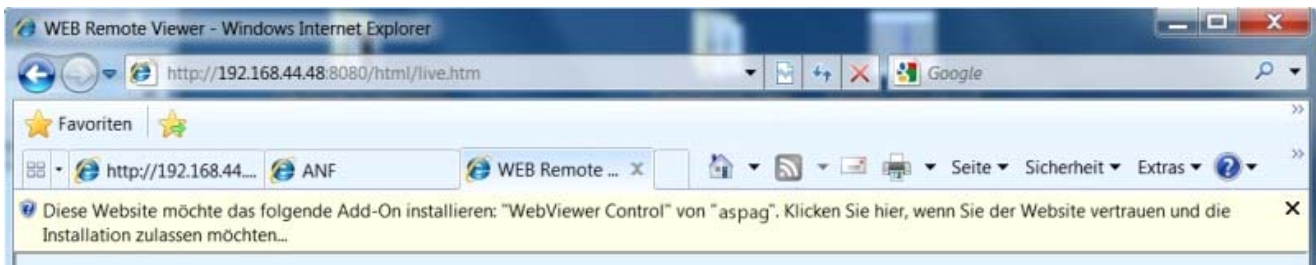 WEB Remote Viewer - Windows Internet Explorer
http://192.168.44.48:8080/html/live.htm
Google
Favoriten
http://192.168.44....
ANF
WEB Remote ...
Seite
Sicherheit
Extras
Diese Website möchte das folgende Add-On installieren: "WebViewer Control" von "aspag". Klicken Sie hier, wenn Sie der Website vertrauen und die
Installation zulassen möchten...